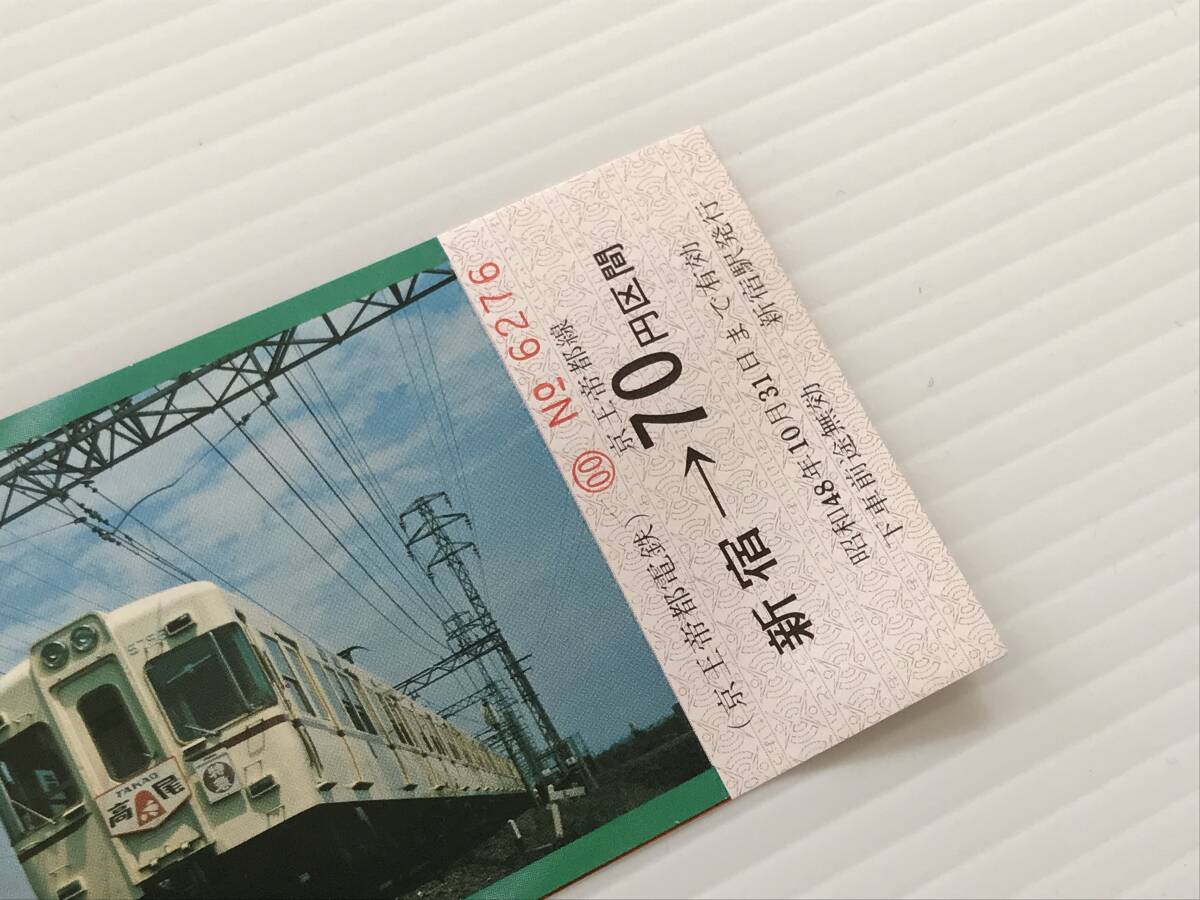 00 No 6276
(京王帝都電鉄)
京王帝都線
新宿→70円区間
昭和48年10月31日まで有効
下車前途無効
新宿駅発行
TAKAO
高尾
特急